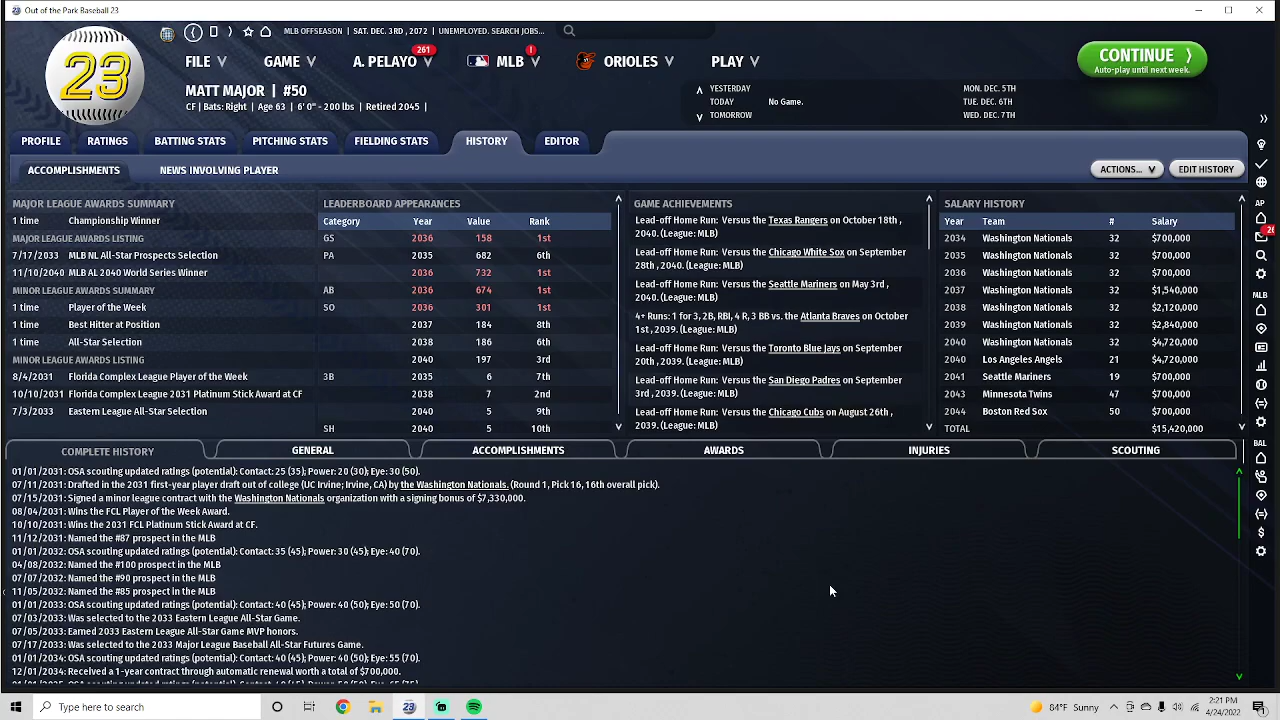 Out of the Park Baseball 23
MLB OFFSEASON | SAT. DEC. 3RD, 2072 | UNEMPLOYED. SEARCH JOBS...
FILE GAME A. PELAYO 261 MLB ! ORIOLES PLAY
CONTINUE
Auto-play until next week.
23
MATT MAJOR | #50
CF | Bats: Right | Age 63 | 6' 0" - 200 lbs | Retired 2045 |
YESTERDAY MON. DEC. 5TH
TODAY No Game. TUE. DEC. 6TH
TOMORROW WED. DEC. 7TH
PROFILE RATINGS BATTING STATS PITCHING STATS FIELDING STATS HISTORY EDITOR
ACCOMPLISHMENTS NEWS INVOLVING PLAYER ACTIONS... EDIT HISTORY
MAJOR LEAGUE AWARDS SUMMARY
1 time Championship Winner
MAJOR LEAGUE AWARDS LISTING
7/17/2033 MLB NL All-Star Prospects Selection
11/10/2040 MLB AL 2040 World Series Winner
MINOR LEAGUE AWARDS SUMMARY
1 time Player of the Week
1 time Best Hitter at Position
1 time All-Star Selection
MINOR LEAGUE AWARDS LISTING
8/4/2031 Florida Complex League Player of the Week
10/10/2031 Florida Complex League 2031 Platinum Stick Award at CF
7/3/2033 Eastern League All-Star Selection
LEADERBOARD APPEARANCES
Category Year Value Rank
GS 2036 158 1st
PA 2035 682 6th
2036 732 1st
AB 2036 674 1st
SO 2036 301 1st
2037 184 8th
2038 186 6th
2040 197 3rd
3B 2035 6 7th
2038 7 2nd
2040 5 9th
SH 2040 5 10th
GAME ACHIEVEMENTS
Lead-off Home Run: Versus the Texas Rangers on October 18th ,
2040. (League: MLB)
Lead-off Home Run: Versus the Chicago White Sox on September
28th , 2040. (League: MLB)
Lead-off Home Run: Versus the Seattle Mariners on May 3rd ,
2040. (League: MLB)
4+ Runs: 1 for 3, 2B, RBI, 4 R, 3 BB vs. the Atlanta Braves on October
1st , 2039. (League: MLB)
Lead-off Home Run: Versus the Toronto Blue Jays on September
20th , 2039. (League: MLB)
Lead-off Home Run: Versus the San Diego Padres on September
3rd , 2039. (League: MLB)
Lead-off Home Run: Versus the Chicago Cubs on August 26th ,
2039. (League: MLB)
SALARY HISTORY
Year Team # Salary
2034 Washington Nationals 32 $700,000
2035 Washington Nationals 32 $700,000
2036 Washington Nationals 32 $700,000
2037 Washington Nationals 32 $1,540,000
2038 Washington Nationals 32 $2,120,000
2039 Washington Nationals 32 $2,840,000
2040 Washington Nationals 32 $4,720,000
2040 Los Angeles Angels 21 $4,720,000
2041 Seattle Mariners 19 $700,000
2043 Minnesota Twins 47 $700,000
2044 Boston Red Sox 50 $700,000
TOTAL $15,420,000
COMPLETE HISTORY GENERAL ACCOMPLISHMENTS AWARDS INJURIES SCOUTING
01/01/2031: OSA scouting updated ratings (potential): Contact: 25 (35); Power: 20 (30); Eye: 30 (50).
07/11/2031: Drafted in the 2031 first-year player draft out of college (UC Irvine; Irvine, CA) by the Washington Nationals. (Round 1, Pick 16, 16th overall pick).
07/15/2031: Signed a minor league contract with the Washington Nationals organization with a signing bonus of $7,330,000.
08/04/2031: Wins the FCL Player of the Week Award.
10/10/2031: Wins the 2031 FCL Platinum Stick Award at CF.
11/12/2031: Named the #87 prospect in the MLB
01/01/2032: OSA scouting updated ratings (potential): Contact: 35 (45); Power: 30 (45); Eye: 40 (70).
04/08/2032: Named the #100 prospect in the MLB
07/07/2032: Named the #90 prospect in the MLB
11/05/2032: Named the #85 prospect in the MLB
01/01/2033: OSA scouting updated ratings (potential): Contact: 40 (45); Power: 40 (50); Eye: 50 (70).
07/03/2033: Was selected to the 2033 Eastern League All-Star Game.
07/05/2033: Earned 2033 Eastern League All-Star Game MVP honors.
07/17/2033: Was selected to the 2033 Major League Baseball All-Star Futures Game.
01/01/2034: OSA scouting updated ratings (potential): Contact: 40 (45); Power: 40 (50); Eye: 55 (70).
12/01/2034: Received a 1-year contract through automatic renewal worth a total of $700,000.
AP
MLB
BAL
Type here to search
84°F Sunny
2:21 PM
4/24/2022